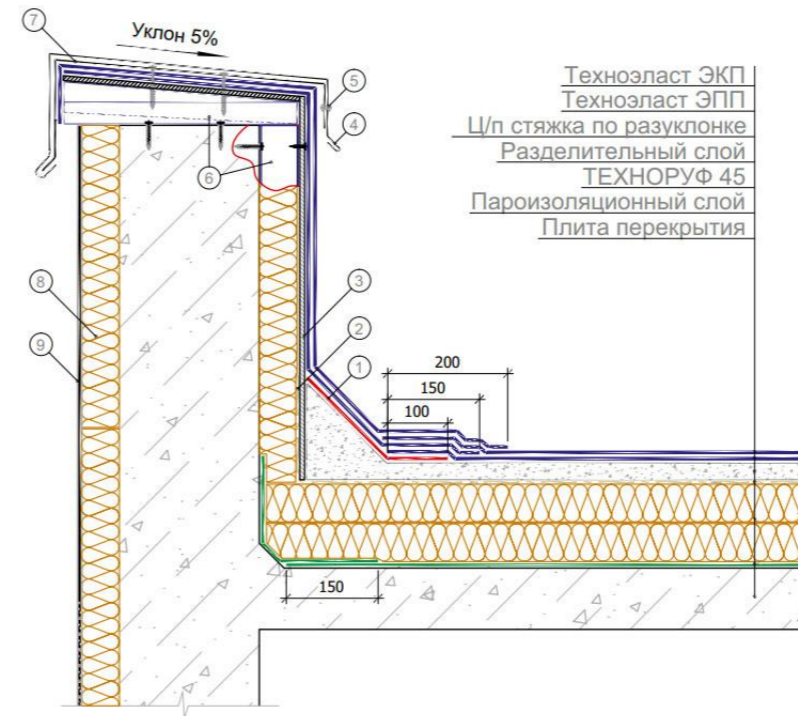 7
Уклон 5%
5
4
6
Техноэласт ЭКП
Техноэласт ЭПП
Ц/п стяжка по разуклонке
Разделительный слой
ТЕХНОРУФ 45
Пароизоляционный слой
Плита перекрытия
8
3
9
2
1
200
150
100
150